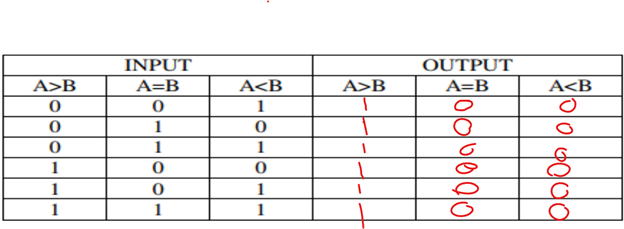 INPUT OUTPUT
A>B A=B A<B A>B A=B A<B
0 0 1 1 0 0
0 1 0 1 0 0
0 1 1 1 0 0
1 0 0 1 0 0
1 0 1 1 0 0
1 1 1 1 0 0